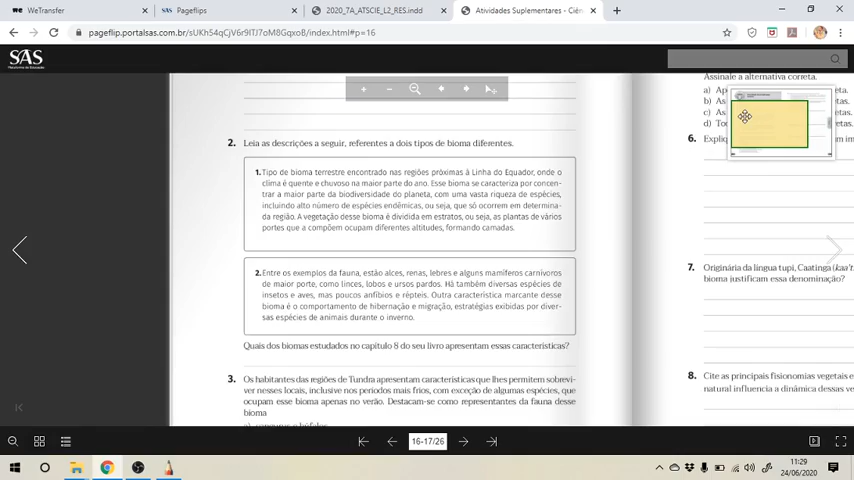 WeTransfer
Pageflips
2020_7A_ATSCIE_L2_RES.indd
Atividades Suplementares - Ciên
SAS
Assinale a alternativa correta.
2. Leia as descrições a seguir, referentes a dois tipos de bioma diferentes.
1.Tipo de bioma terrestre encontrado nas regiões próximas à Linha do Equador, onde o
clima é quente e chuvoso na maior parte do ano. Esse bioma se caracteriza por concen-
trar a maior parte da biodiversidade do planeta, com uma vasta riqueza de espécies,
incluindo alto número de espécies endêmicas, ou seja, que só ocorrem em determina-
da região. A vegetação desse bioma é dividida em estratos, ou seja, as plantas de vários
portes que a compõem ocupam diferentes altitudes, formando camadas.
2.Entre os exemplos da fauna, estão alces, renas, lebres e alguns mamíferos carnívoros
de maior porte, como linces, lobos e ursos pardos. Há também diversas espécies de
insetos e aves, mas poucos anfíbios e répteis. Outra característica marcante desse
bioma é o comportamento de hibernação e migração, estratégias exibidas por diver-
sas espécies de animais durante o inverno.
Quais dos biomas estudados no capítulo 8 do seu livro apresentam essas características?
3. Os habitantes das regiões de Tundra apresentam características que lhes permitem sobrevi-
ver nesses locais, inclusive nos períodos mais frios, com exceção de algumas espécies, que
ocupam esse bioma apenas no verão. Destacam-se como representantes da fauna desse
bioma
a)
b) As
c) As
d)
6.
7. Originária da língua tupi, Caatinga
bioma justificam essa denominação?
8. Cite as principais fisionomias vegetais e
natural influencia a dinâmica dessas ve
16-17/26
11:29
24/06/2020